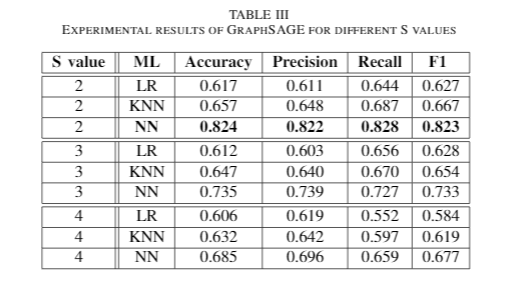 TABLE III
EXPERIMENTAL RESULTS OF GRAPHSAGE FOR DIFFERENT S VALUES
S value ML Accuracy Precision Recall F1
2 LR 0.617 0.611 0.644 0.627
2 KNN 0.657 0.648 0.687 0.667
2 NN 0.824 0.822 0.828 0.823
3 LR 0.612 0.603 0.656 0.628
3 KNN 0.647 0.640 0.670 0.654
3 NN 0.735 0.739 0.727 0.733
4 LR 0.606 0.619 0.552 0.584
4 KNN 0.632 0.642 0.597 0.619
4 NN 0.685 0.696 0.659 0.677